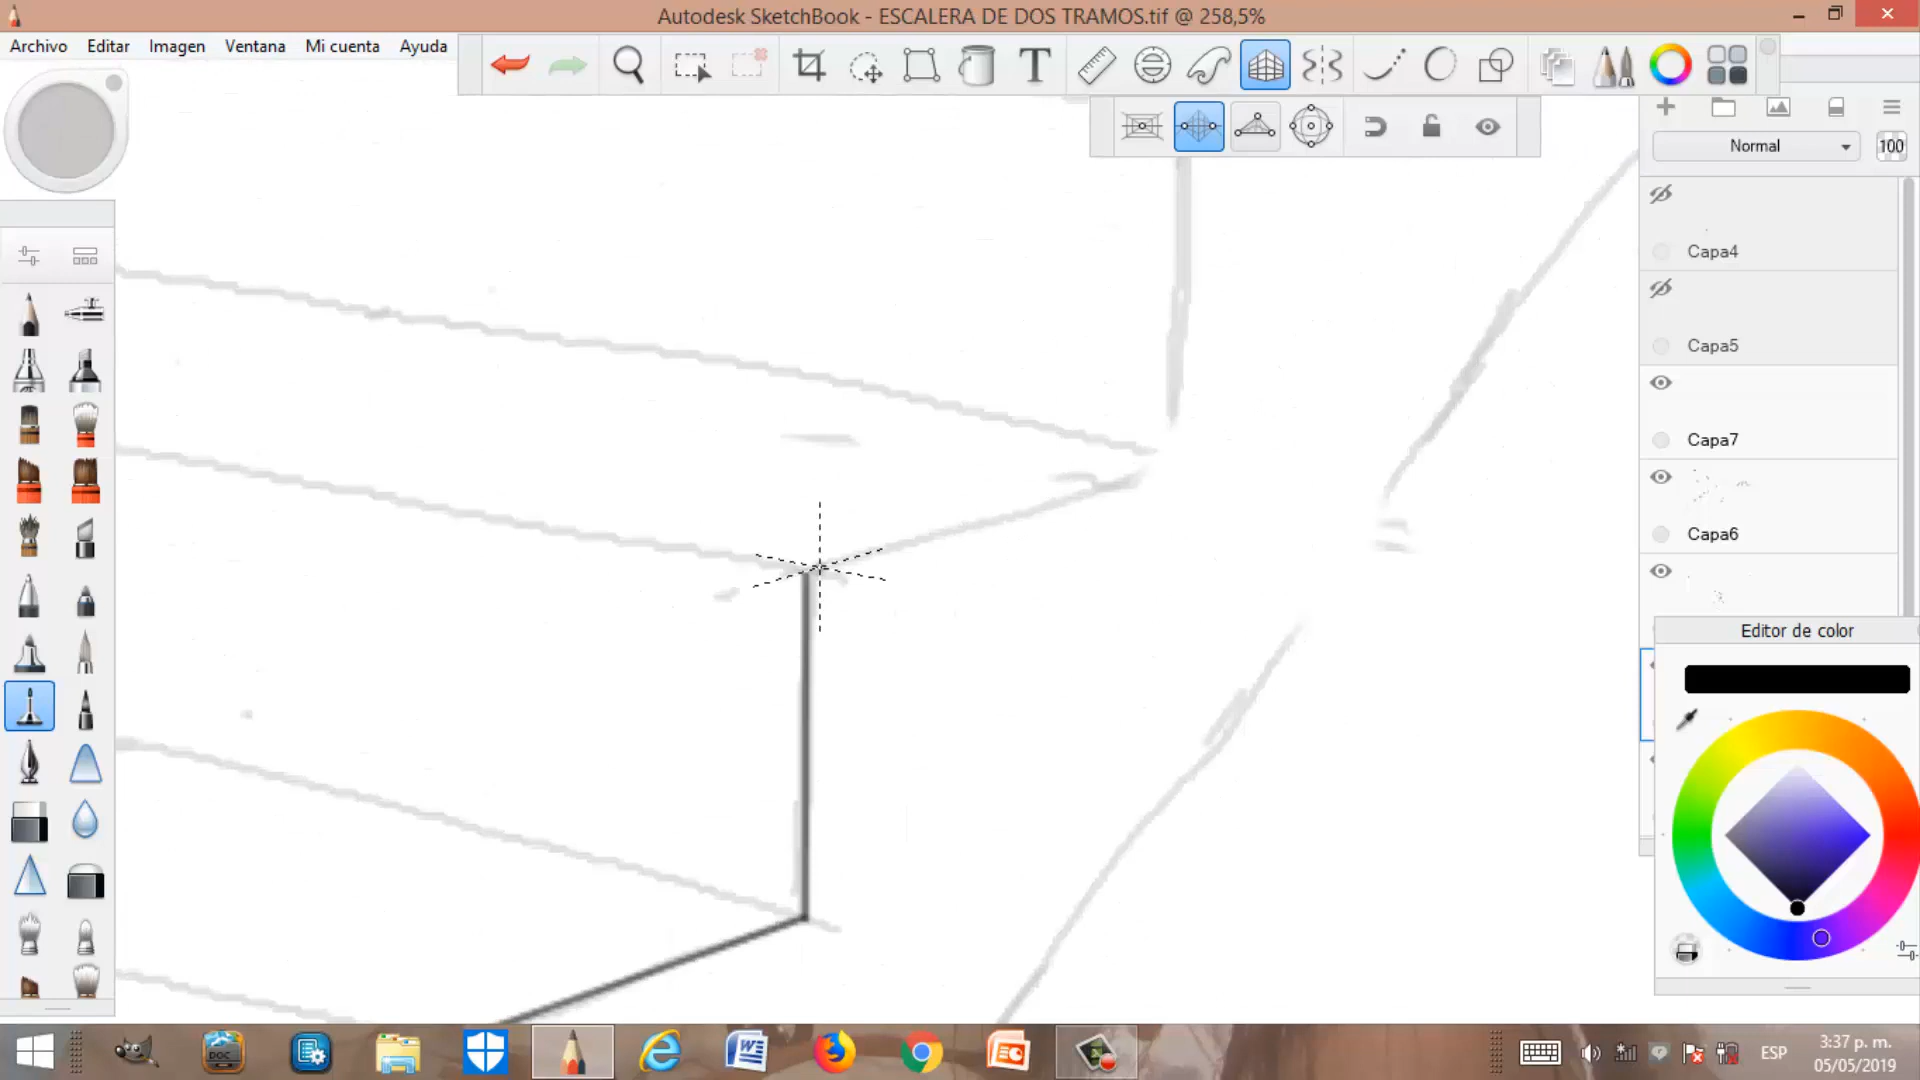 Autodesk SketchBook - ESCALERA DE DOS TRAMOS.tif @ 258,5%
Archivo Editar Imagen Ventana Mi cuenta Ayuda
T
Normal 100
Capa4
Capa5
Capa7
Capa6
Editor de color
DOC
W
ESP
3:37 p. m.
05/05/2019